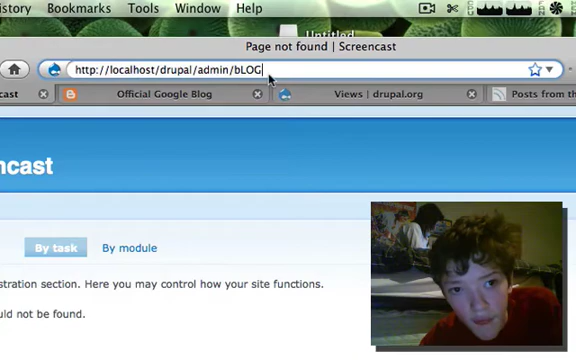 istory Bookmarks Tools Window Help
Untitled
Page not found | Screencast
http://localhost/drupal/admin/bLOG
cast Official Google Blog Views | drupal.org Posts from th
ncast
By task By module
stration section. Here you may control how your site functions.
uld not be found.